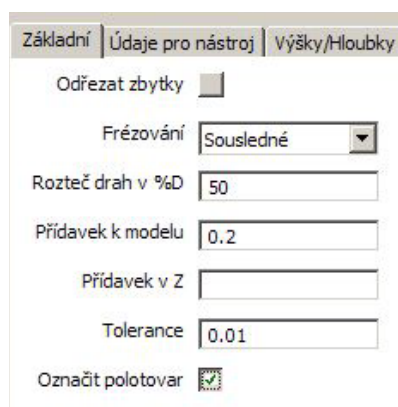 Základní Údaje pro nástroj Výšky/Hloubky
Odřezat zbytky
Frézování Sousledné
Rozteč drah v %D 50
Přídavek k modelu 0.2
Přídavek v Z
Tolerance 0.01
Označit polotovar